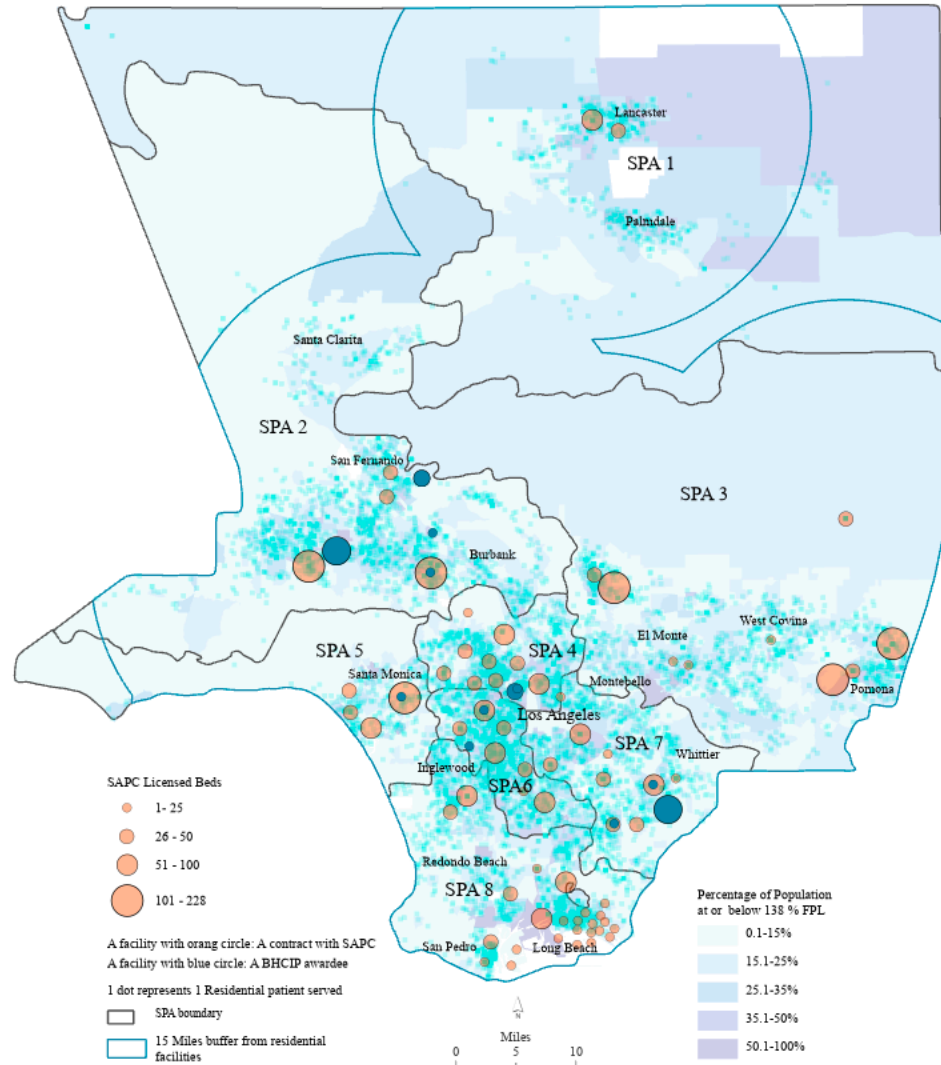 Lancaster
SPA 1
Palmdale
Santa Clarita
SPA 2
San Fernando
SPA 3
Burbank
West Covina
El Monte
SPA 5
SPA 4
Santa Monica
Montebello
Pomona
Los Angeles
SPA 7
Whittier
Inglewood
SPA6
Redondo Beach
SPA 8
San Pedro
Long Beach
SAPC Licensed Beds
1- 25
26 - 50
51 - 100
101 - 228
A facility with orang circle: A contract with SAPC
A facility with blue circle: A BHCIP awardee
1 dot represents 1 Residential patient served
SPA boundary
15 Miles buffer from residential
facilities
N
Miles
0 5 10
Percentage of Population
at or below 138 % FPL
0.1-15%
15.1-25%
25.1-35%
35.1-50%
50.1-100%